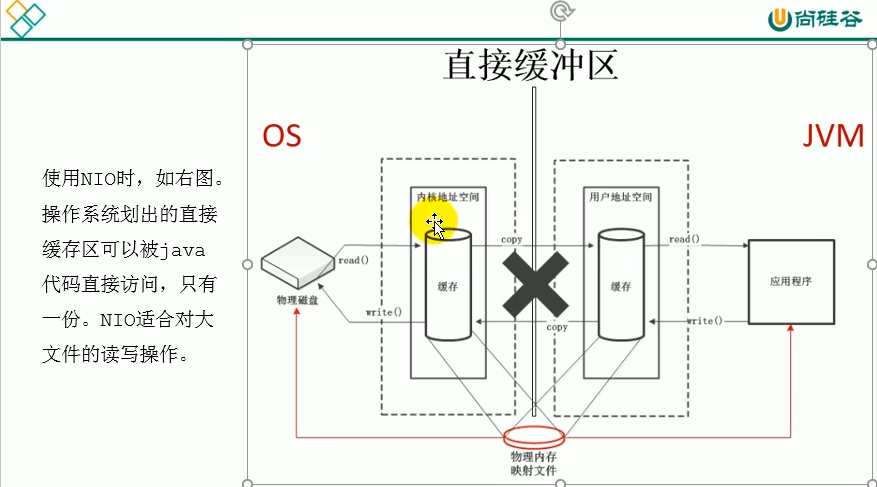 尚硅谷
直接缓冲区
OS
JVM
使用NIO时，如右图。
操作系统划出的直接
缓存区可以被java
代码直接访问，只有
一份。NIO适合对大
文件的读写操作。
内核地址空间
用户地址空间
copy
read()
read()
物理磁盘
缓存
缓存
应用程序
write()
copy
write()
物理内存
映射文件